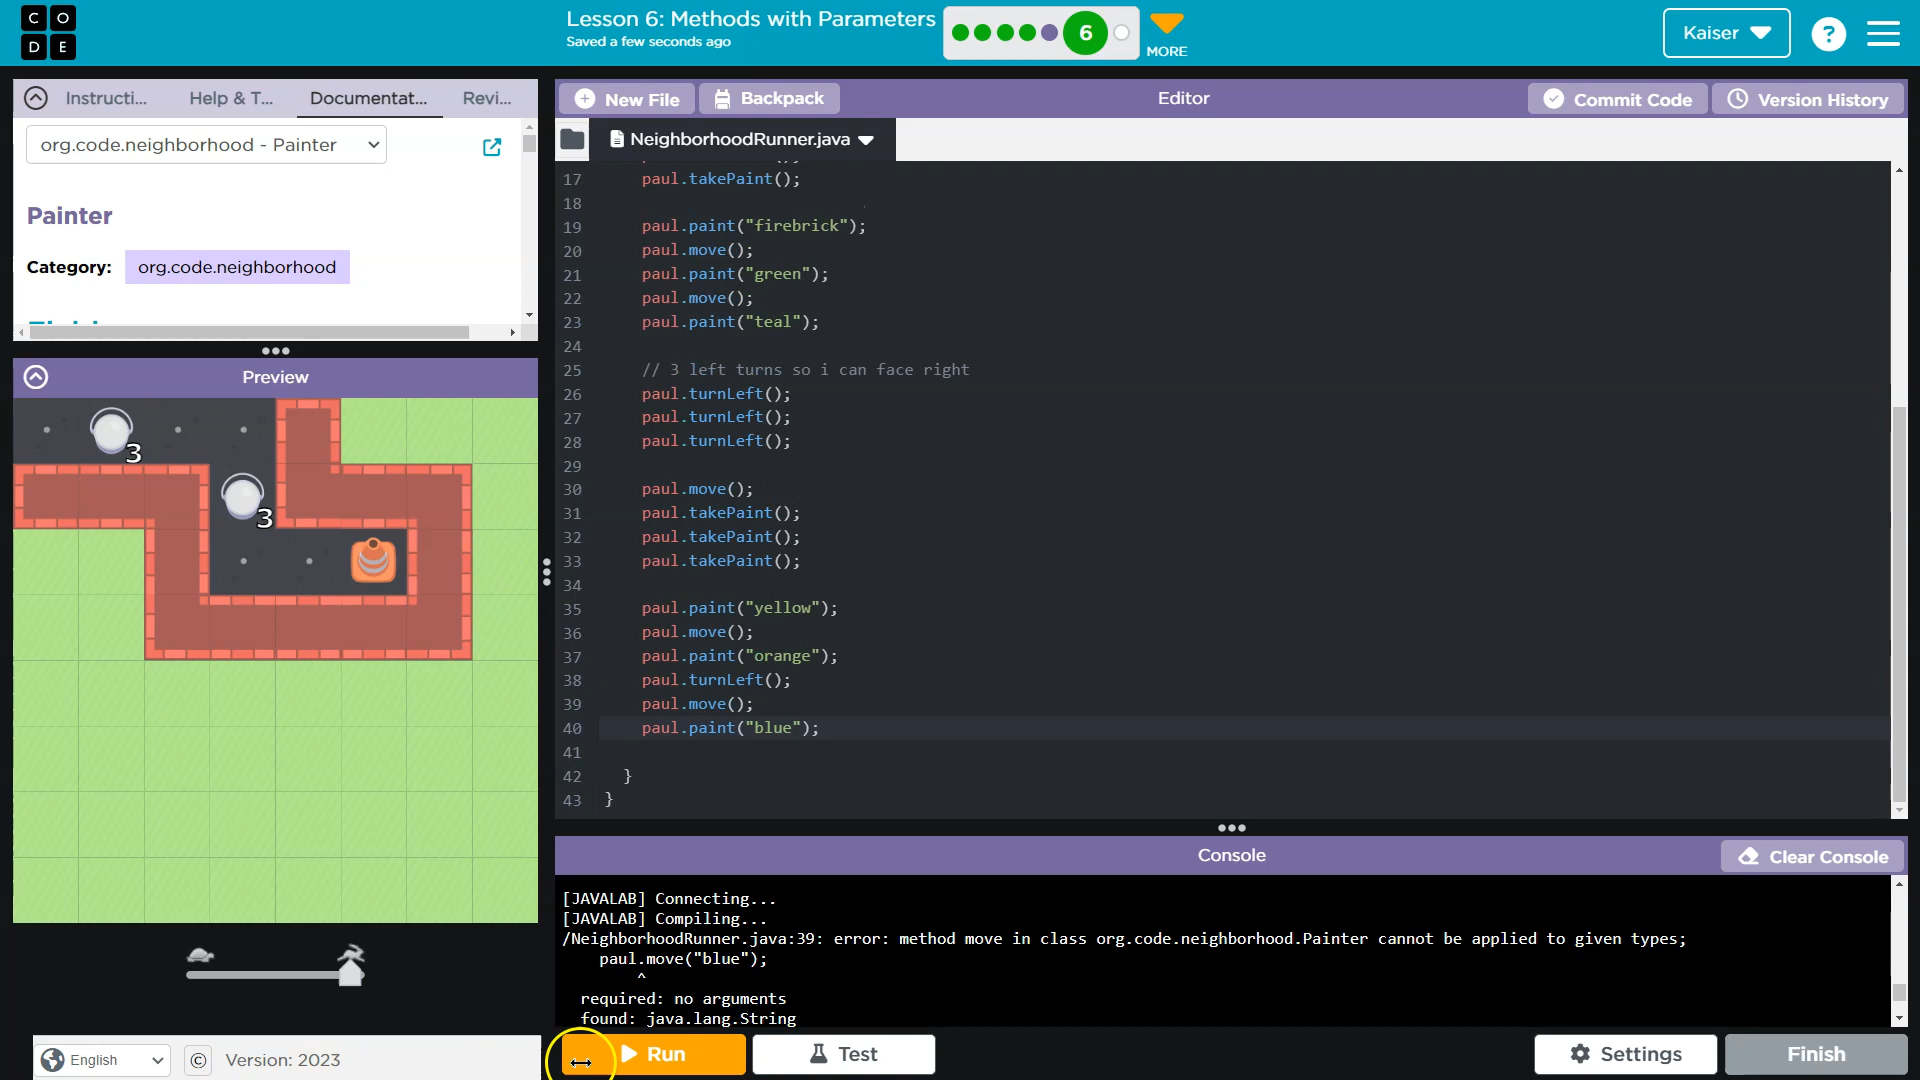 C O
D E
Lesson 6: Methods with Parameters
Saved a few seconds ago
6
MORE
Kaiser
?
Instructi...
Help & T...
Documentat...
Revi...
org.code.neighborhood - Painter
Painter
Category:
org.code.neighborhood
Preview
3
3
English
©
Version: 2023
New File
Backpack
Editor
Commit Code
Version History
NeighborhoodRunner.java
17 paul.takePaint();
18
19 paul.paint("firebrick");
20 paul.move();
21 paul.paint("green");
22 paul.move();
23 paul.paint("teal");
24
25 // 3 left turns so i can face right
26 paul.turnLeft();
27 paul.turnLeft();
28 paul.turnLeft();
29
30 paul.move();
31 paul.takePaint();
32 paul.takePaint();
33 paul.takePaint();
34
35 paul.paint("yellow");
36 paul.move();
37 paul.paint("orange");
38 paul.turnLeft();
39 paul.move();
40 paul.paint("blue");
41
42 }
43 }
Console
Clear Console
[JAVALAB] Connecting...
[JAVALAB] Compiling...
/NeighborhoodRunner.java:39: error: method move in class org.code.neighborhood.Painter cannot be applied to given types;
paul.move("blue");
^
required: no arguments
found: java.lang.String
Run
Test
Settings
Finish